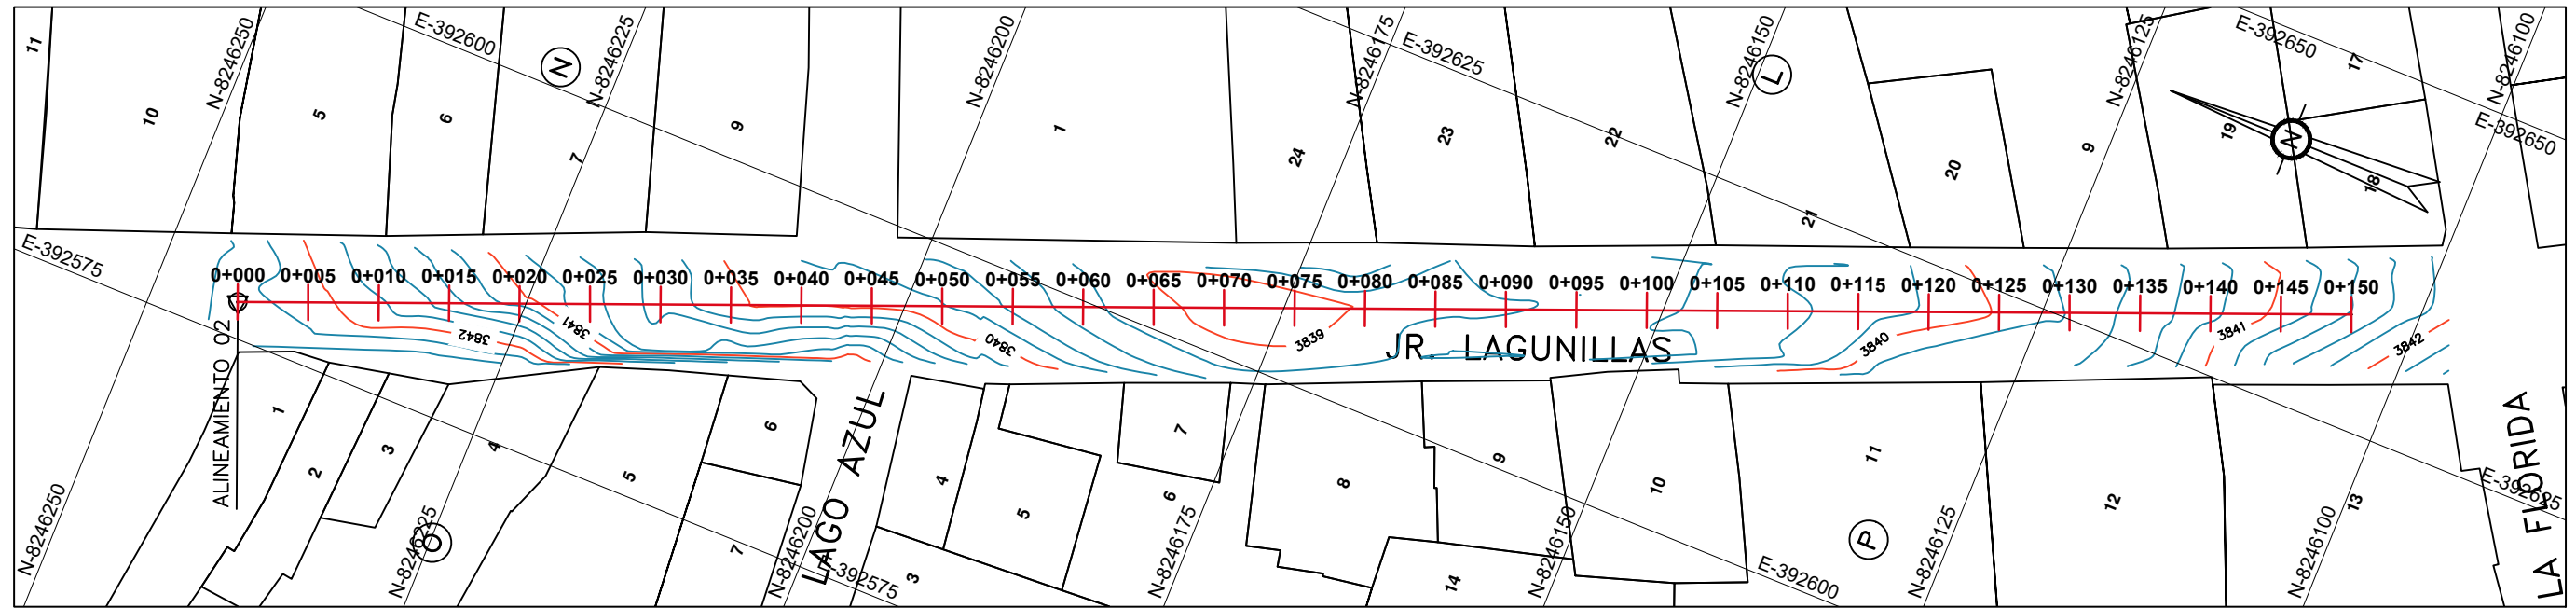 11
10
N-8246250
5
E-392600
6
N
N-8246225
7
9
N-8246200
1
24
N-8246175
E-392625
23
22
N-8246150
L
21
20
9
N-8246125
E-392650
19
N
17
18
N-8246100
E-392650
E-392575
0+000 0+005 0+010 0+015 0+020 0+025 0+030 0+035 0+040 0+045 0+050 0+055 0+060 0+065 0+070 0+075 0+080 0+085 0+090 0+095 0+100 0+105 0+110 0+115 0+120 0+125 0+130 0+135 0+140 0+145 0+150
3842
3841
3840
3839
JR. LAGUNILLAS
3840
3841
3842
ALINEAMIENTO 02
N-8246250
1
2
3
N-8246225
O
4
5
6
7
N-8246200
LAGO AZUL
E-392575
3
4
5
7
6
N-8246175
8
14
9
N-8246150
10
E-392600
P
11
N-8246125
12
N-8246100
13
E-392625
LA FLORIDA